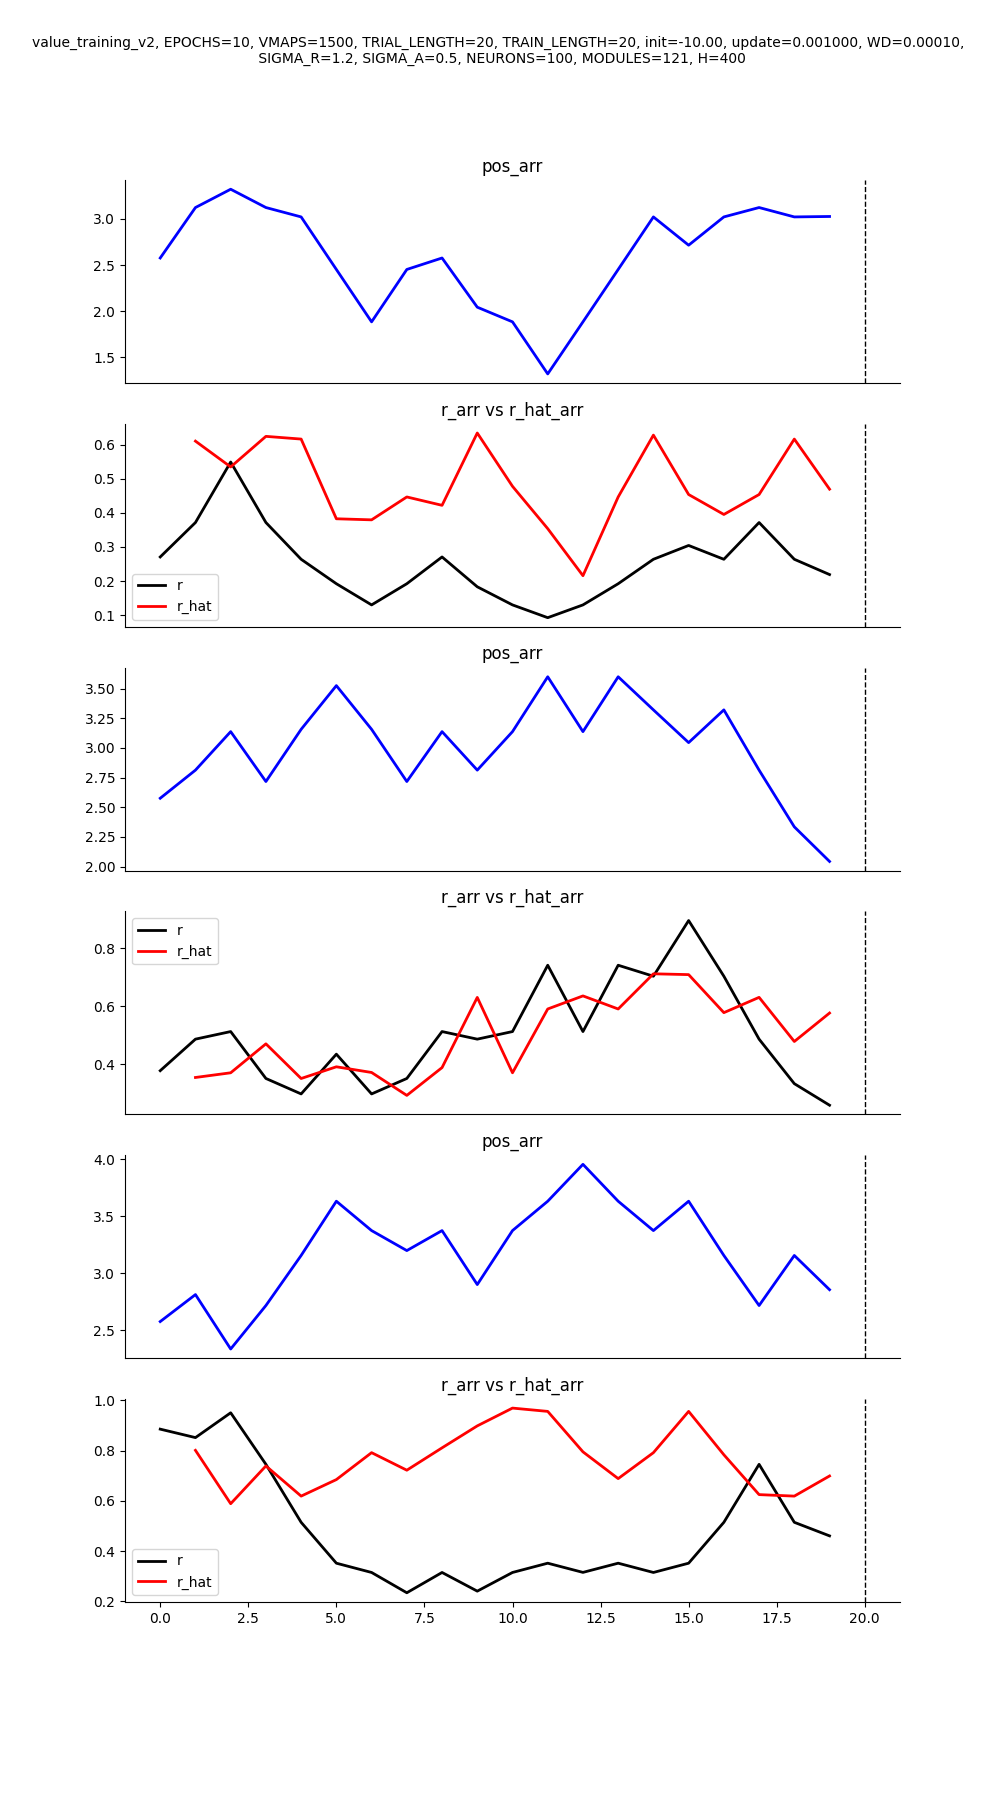 value_training_v2, EPOCHS=10, VMAPS=1500, TRIAL_LENGTH=20, TRAIN_LENGTH=20, init=-10.00, update=0.001000, WD=0.00010,
SIGMA_R=1.2, SIGMA_A=0.5, NEURONS=100, MODULES=121, H=400
pos_arr
3.0
2.5
2.0
1.5
r_arr vs r_hat_arr
0.6
0.5
0.4
0.3
0.2
0.1
r
r_hat
pos_arr
3.50
3.25
3.00
2.75
2.50
2.25
2.00
r_arr vs r_hat_arr
r
r_hat
0.8
0.6
0.4
pos_arr
4.0
3.5
3.0
2.5
r_arr vs r_hat_arr
1.0
0.8
0.6
0.4
0.2
r
r_hat
0.0 2.5 5.0 7.5 10.0 12.5 15.0 17.5 20.0